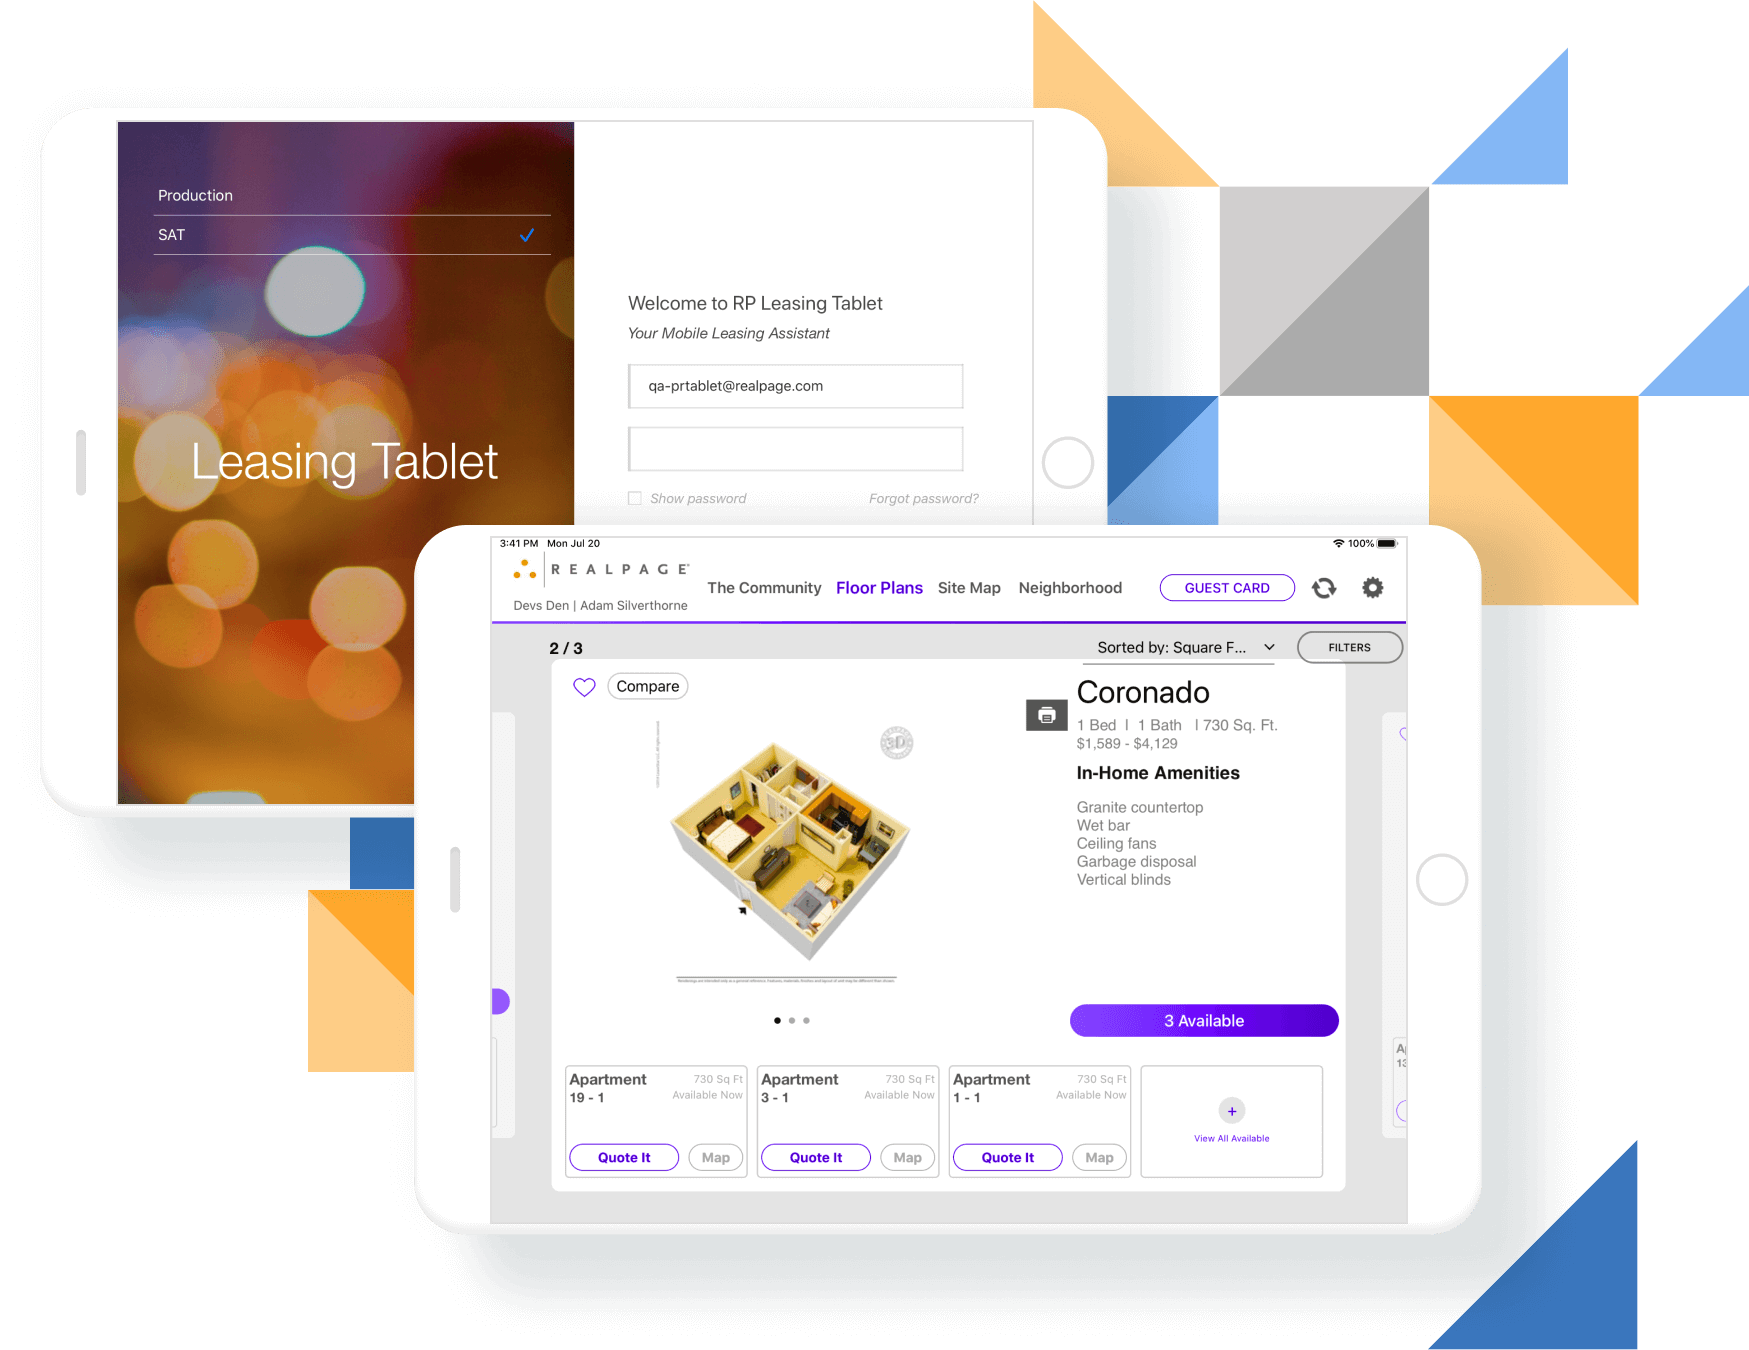 Production
SAT
Leasing Tablet
Welcome to RP Leasing Tablet
Your Mobile Leasing Assistant
qa-prtablet@realpage.com
Show password
Forgot password?
3:41 PM Mon Jul 20
100%
REALPAGE
Devs Den | Adam Silverthorne
The Community
Floor Plans
Site Map
Neighborhood
GUEST CARD
2 / 3
Sorted by: Square F...
FILTERS
Compare
3D
Coronado
1 Bed | 1 Bath | 730 Sq. Ft.
$1,589 - $4,129
In-Home Amenities
Granite countertop
Wet bar
Ceiling fans
Garbage disposal
Vertical blinds
3 Available
Apartment
19 - 1
730 Sq Ft
Available Now
Quote It
Map
Apartment
3 - 1
730 Sq Ft
Available Now
Quote It
Map
Apartment
1 - 1
730 Sq Ft
Available Now
Quote It
Map
+
View All Available